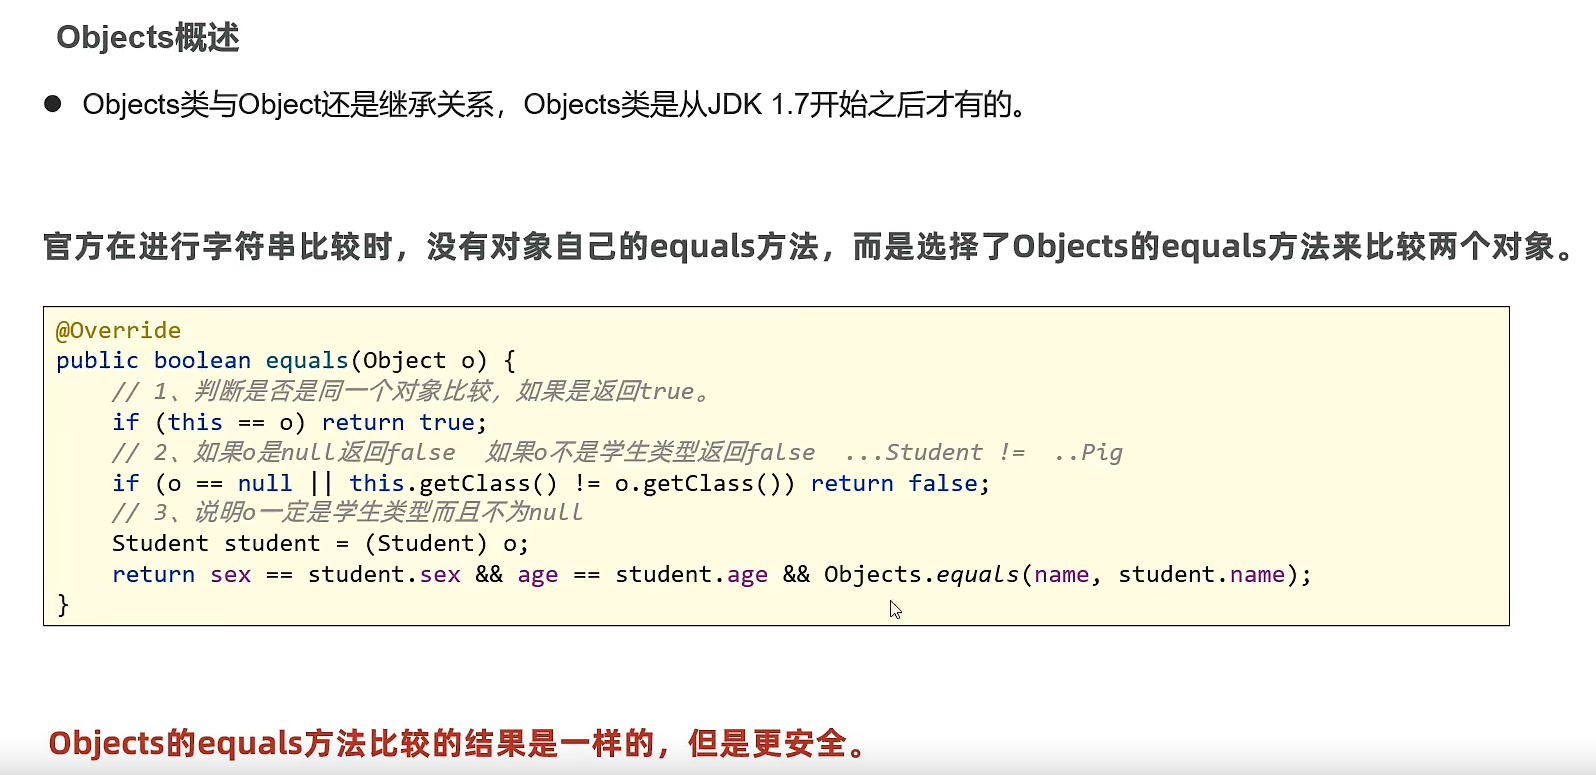 Objects概述
● Objects类与Object还是继承关系，Objects类是从JDK 1.7开始之后才有的。
官方在进行字符串比较时，没有对象自己的equals方法，而是选择了Objects的equals方法来比较两个对象。
@Override
public boolean equals(Object o) {
    // 1、判断是否是同一个对象比较，如果是返回true。
    if (this == o) return true;
    // 2、如果o是null返回false  如果o不是学生类型返回false  ...Student !=  ..Pig
    if (o == null || this.getClass() != o.getClass()) return false;
    // 3、说明o一定是学生类型而且不为null
    Student student = (Student) o;
    return sex == student.sex && age == student.age && Objects.equals(name, student.name);
}
Objects的equals方法比较的结果是一样的，但是更安全。